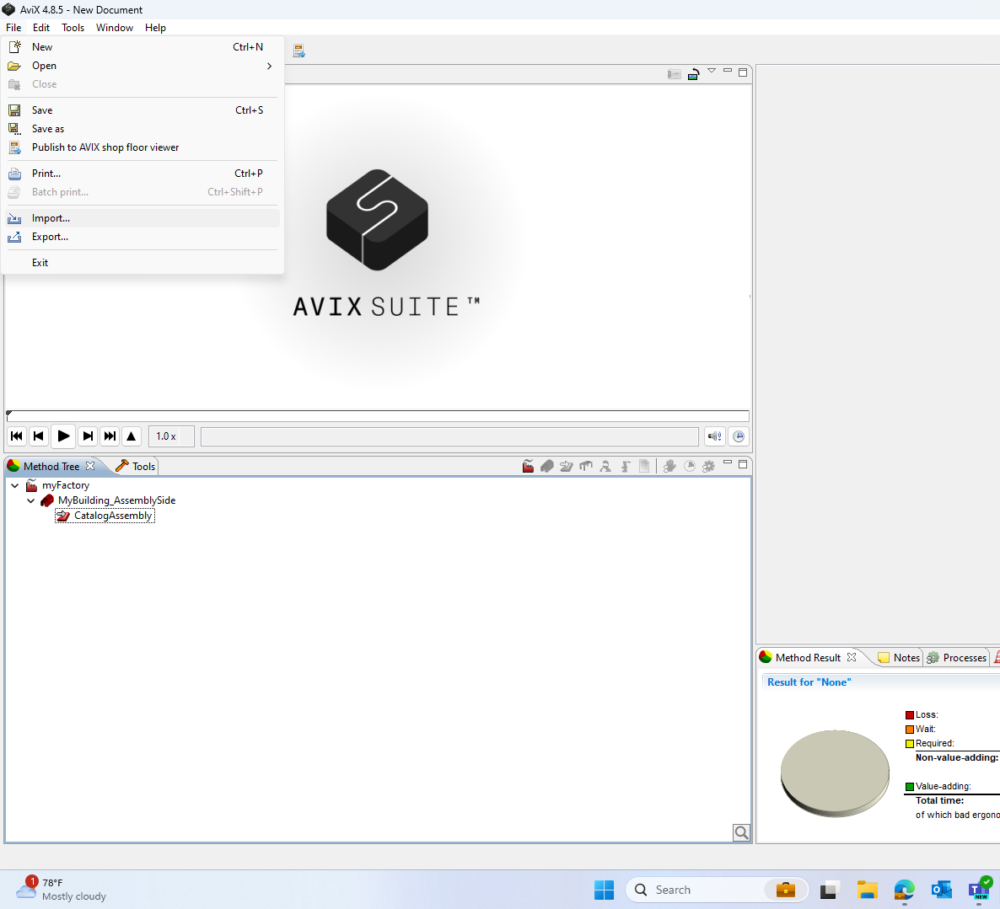 AviX 4.8.5 - New Document
File Edit Tools Window Help
New Ctrl+N
Open
Close
Save Ctrl+S
Save as
Publish to AVIX shop floor viewer
Print... Ctrl+P
Batch print... Ctrl+Shift+P
Import...
Export...
Exit
AVIX SUITE™
1.0 x
Method Tree Tools
myFactory
MyBuilding_AssemblySide
CatalogAssembly
Method Result Notes Processes
Result for "None"
Loss:
Wait:
Required:
Non-value-adding:
Value-adding:
Total time:
of which bad ergono
1
78°F
Mostly cloudy
Search
NEW